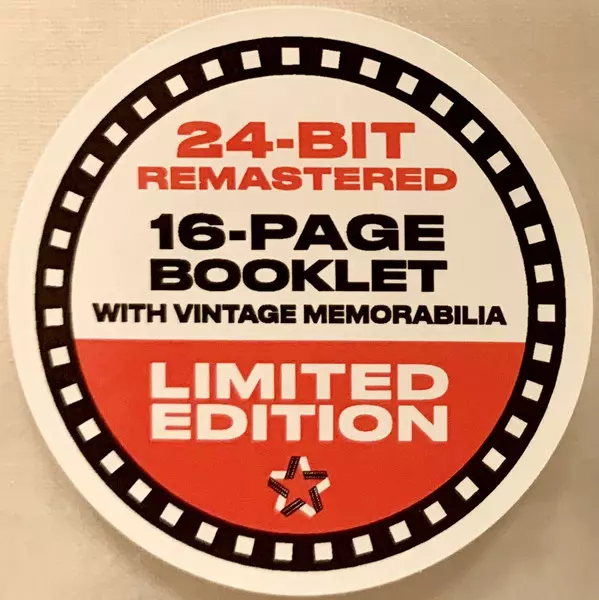 24-BIT
REMASTERED
16-PAGE
BOOKLET
WITH VINTAGE MEMORABILIA
LIMITED
EDITION